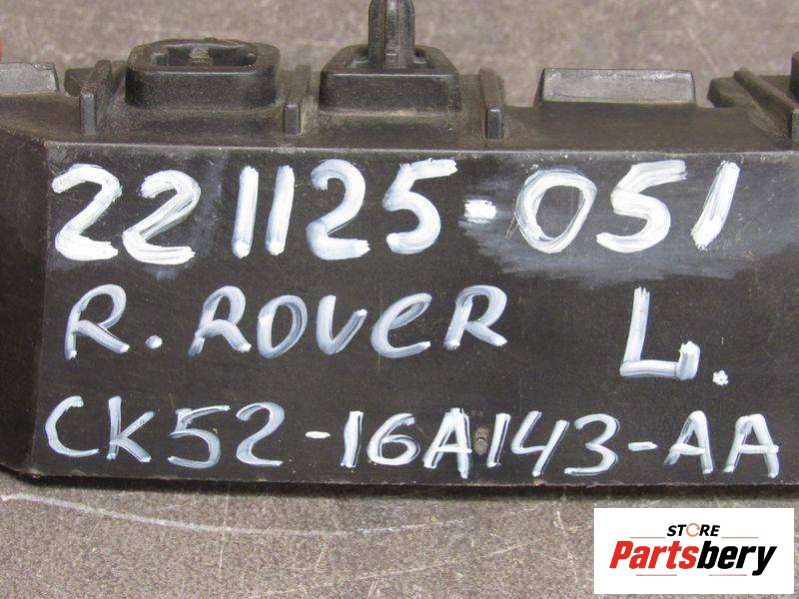 221125-051
R. ROVER L.
CK52-16A143-AA
STORE
Partsbery